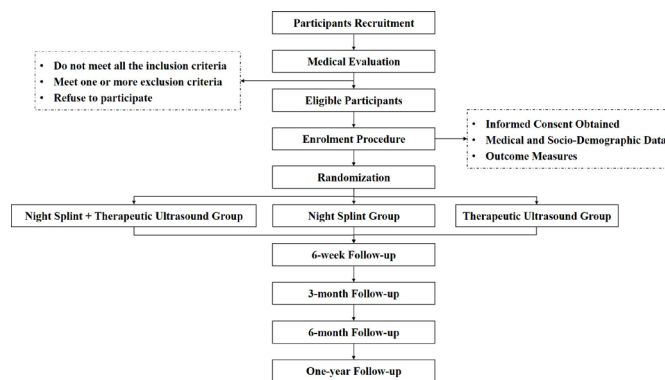 Participants Recruitment
Medical Evaluation
• Do not meet all the inclusion criteria
• Meet one or more exclusion criteria
• Refuse to participate
Eligible Participants
Enrolment Procedure
• Informed Consent Obtained
• Medical and Socio-Demographic Data
• Outcome Measures
Randomization
Night Splint + Therapeutic Ultrasound Group
Night Splint Group
Therapeutic Ultrasound Group
6-week Follow-up
3-month Follow-up
6-month Follow-up
One-year Follow-up